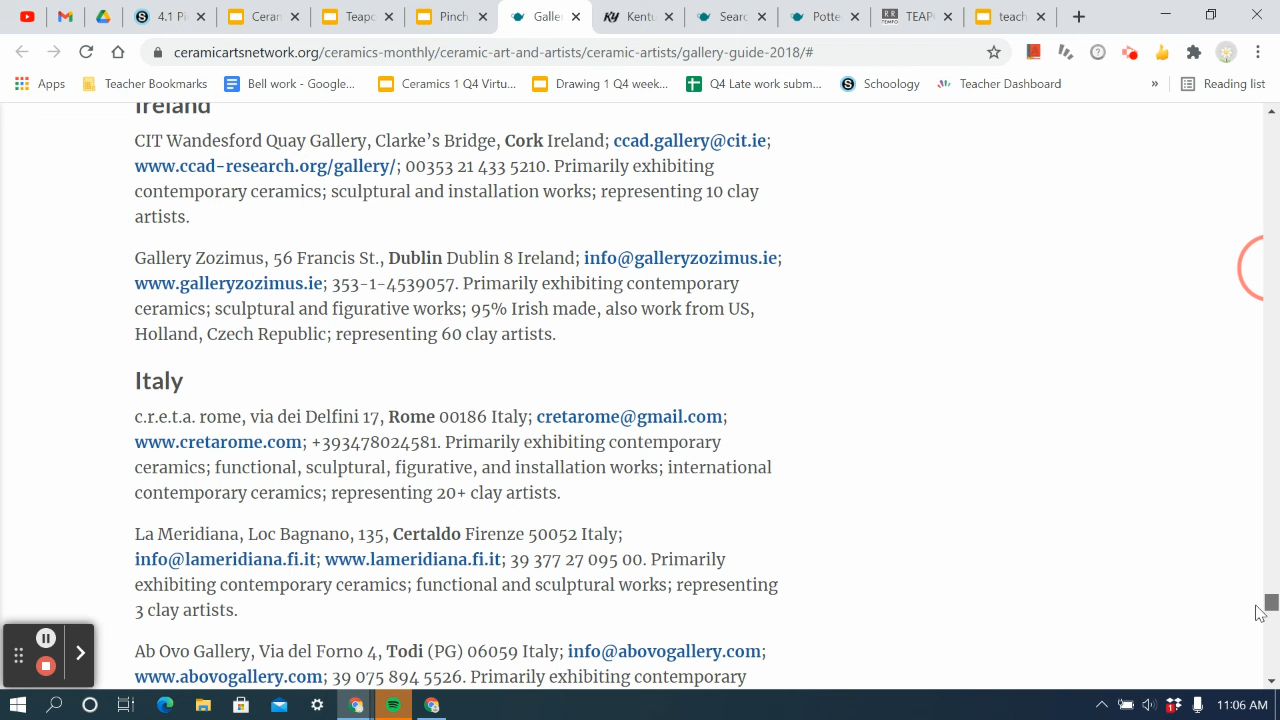 4.1 Pi
Ceran
Teapo
Pinch
Galler
Kentu
Searc
Potte
TEAP
teach
ceramicartsnetwork.org/ceramics-monthly/ceramic-art-and-artists/ceramic-artists/gallery-guide-2018/#
Apps Teacher Bookmarks Bell work - Google... Ceramics 1 Q4 Virtu... Drawing 1 Q4 week... Q4 Late work subm... Schoology Teacher Dashboard » Reading list
Ireland
CIT Wandesford Quay Gallery, Clarke's Bridge, Cork Ireland; ccad.gallery@cit.ie;
www.ccad-research.org/gallery/; 00353 21 433 5210. Primarily exhibiting
contemporary ceramics; sculptural and installation works; representing 10 clay
artists.
Gallery Zozimus, 56 Francis St., Dublin Dublin 8 Ireland; info@galleryzozimus.ie;
www.galleryzozimus.ie; 353-1-4539057. Primarily exhibiting contemporary
ceramics; sculptural and figurative works; 95% Irish made, also work from US,
Holland, Czech Republic; representing 60 clay artists.
Italy
c.r.e.t.a. rome, via dei Delfini 17, Rome 00186 Italy; cretarome@gmail.com;
www.cretarome.com; +393478024581. Primarily exhibiting contemporary
ceramics; functional, sculptural, figurative, and installation works; international
contemporary ceramics; representing 20+ clay artists.
La Meridiana, Loc Bagnano, 135, Certaldo Firenze 50052 Italy;
info@lameridiana.fi.it; www.lameridiana.fi.it; 39 377 27 095 00. Primarily
exhibiting contemporary ceramics; functional and sculptural works; representing
3 clay artists.
Ab Ovo Gallery, Via del Forno 4, Todi (PG) 06059 Italy; info@abovogallery.com;
www.abovogallery.com; 39 075 894 5526. Primarily exhibiting contemporary
11:06 AM